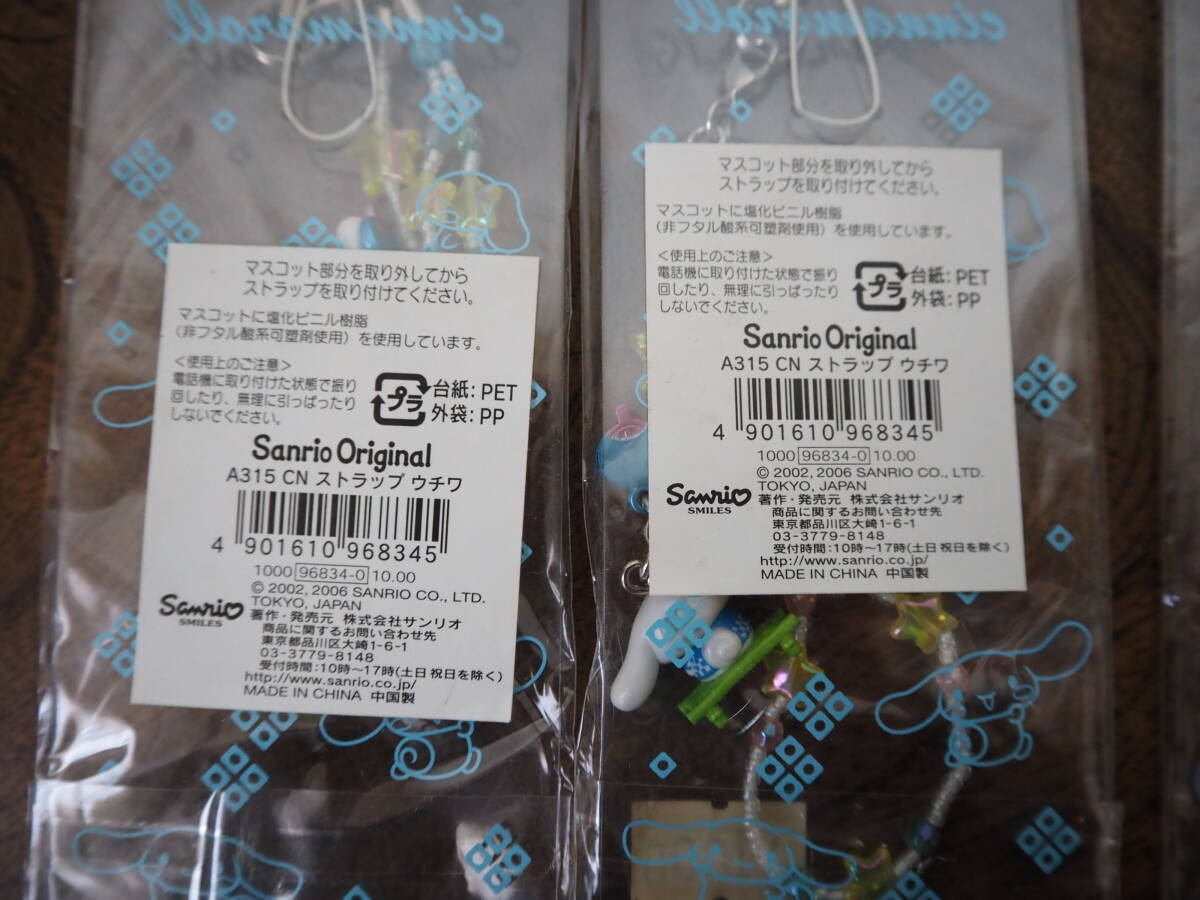 cinnamoroll
マスコット部分を取り外してから
ストラップを取り付けてください。
マスコットに塩化ビニル樹脂
(非フタル酸系可塑剤使用)を使用しています。
<使用上のご注意>
電話機に取り付けた状態で振り
回したり、無理に引っぱったり
しないでください。
プラ
台紙: PET
外袋: PP
Sanrio Original
A315 CN ストラップ ウチワ
4 901610 968345
1000 96834-0 10.00
© 2002, 2006 SANRIO CO., LTD.
TOKYO, JAPAN
Sanrio
SMILES
著作・発売元 株式会社サンリオ
商品に関するお問い合わせ先
東京都品川区大崎1-6-1
03-3779-8148
受付時間:10時~17時(土日祝日を除く)
http://www.sanrio.co.jp/
MADE IN CHINA 中国製
cinnamoroll
マスコット部分を取り外してから
ストラップを取り付けてください。
マスコットに塩化ビニル樹脂
(非フタル酸系可塑剤使用)を使用しています。
<使用上のご注意>
電話機に取り付けた状態で振り
回したり、無理に引っぱったり
しないでください。
プラ
台紙: PET
外袋: PP
Sanrio Original
A315 CN ストラップ ウチワ
4 901610 968345
1000 96834-0 10.00
© 2002, 2006 SANRIO CO., LTD.
TOKYO, JAPAN
Sanrio
SMILES
著作・発売元 株式会社サンリオ
商品に関するお問い合わせ先
東京都品川区大崎1-6-1
03-3779-8148
受付時間:10時~17時(土日祝日を除く)
http://www.sanrio.co.jp/
MADE IN CHINA 中国製